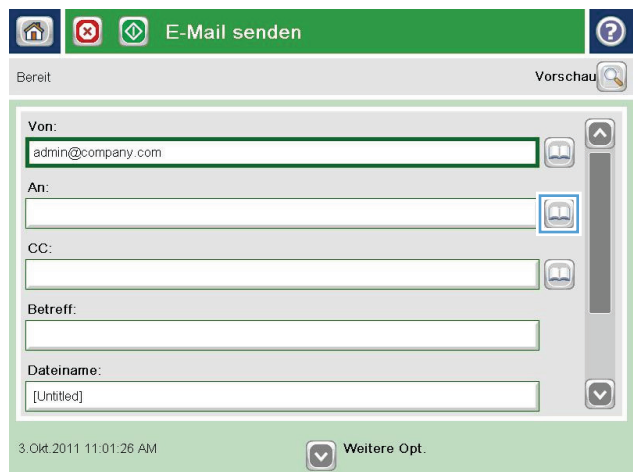 E-Mail senden
?
Bereit
Vorschau
Von:
admin@company.com
An:
CC:
Betreff:
Dateiname:
[Untitled]
3.Okt.2011 11:01:26 AM
Weitere Opt.